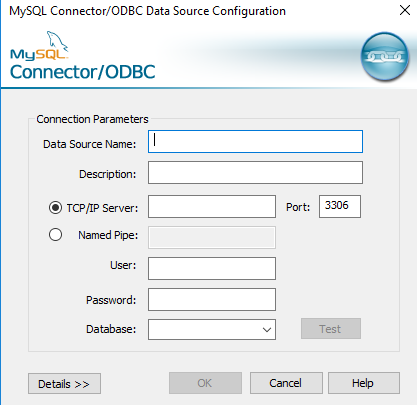 MySQL Connector/ODBC Data Source Configuration
MySQL
Connector/ODBC
Connection Parameters
Data Source Name:
Description:
TCP/IP Server:
Port: 3306
Named Pipe:
User:
Password:
Database:
Test
Details >>
OK
Cancel
Help